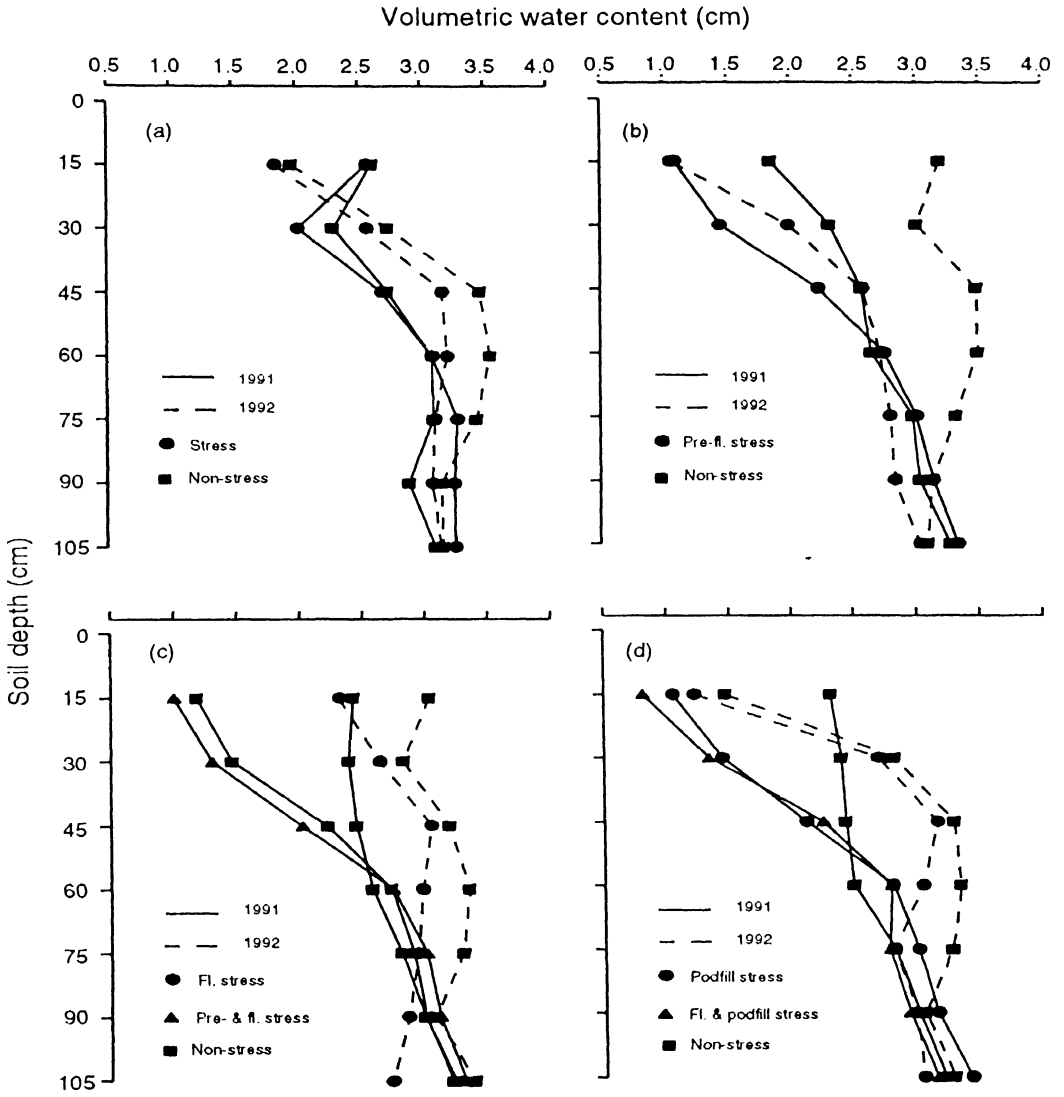 Volumetric water content (cm)
0.5 1.0 2.0 2.5 3.0 3.5 4.0
0.5 1.0 2.0 2.5 3.0 3.5 4.0
Soil depth (cm)
(a)
0
15
30
45
60
75
90
105
1991
1992
Stress
Non-stress
(b)
1991
1992
Pre-fl. stress
Non-stress
(c)
0
15
30
45
60
75
90
105
1991
1992
Fl. stress
Pre- & fl. stress
Non-stress
(d)
1991
1992
Podfill stress
Fl. & podfill stress
Non-stress